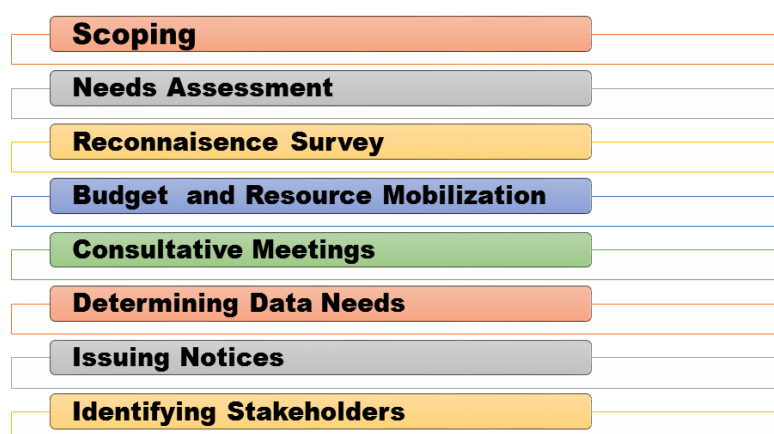 Scoping
Needs Assessment
Reconnaisence Survey
Budget and Resource Mobilization
Consultative Meetings
Determining Data Needs
Issuing Notices
Identifying Stakeholders